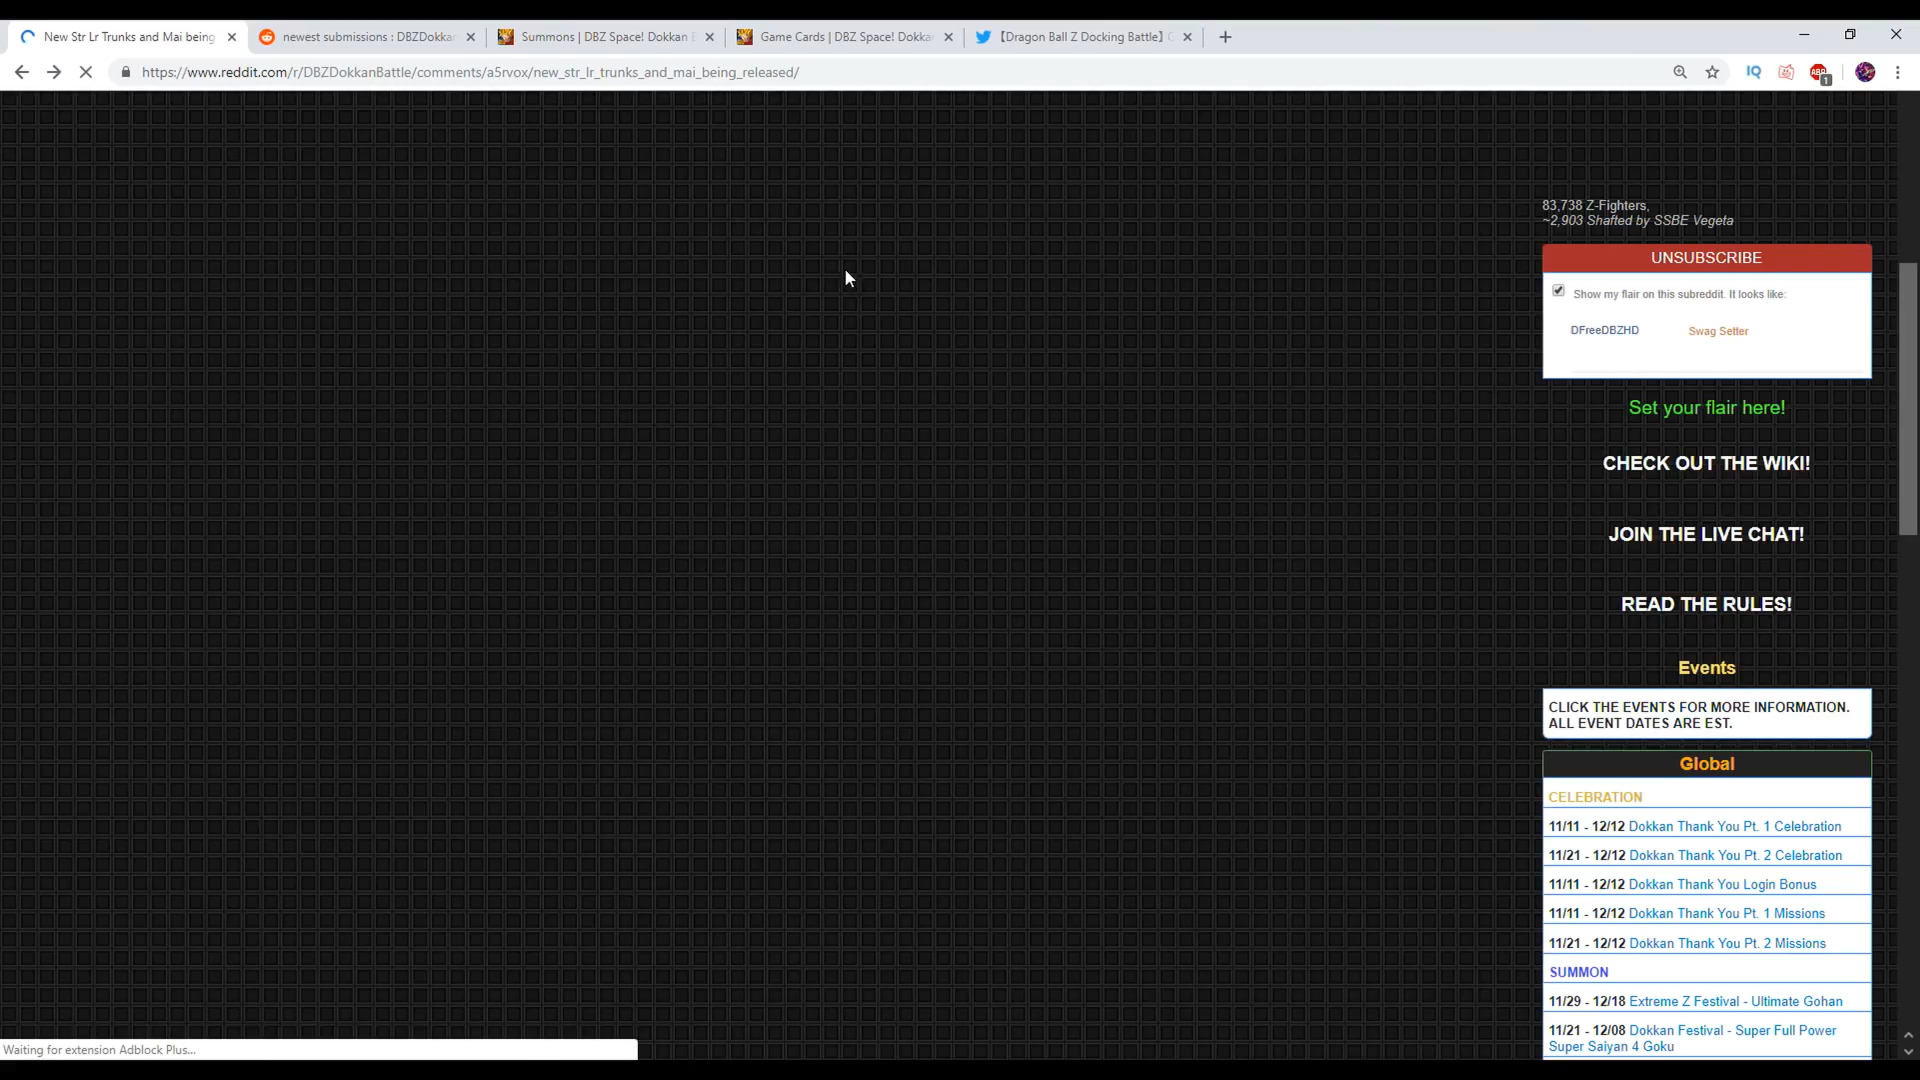 New Str Lr Trunks and Mai being
newest submissions : DBZDokkan
Summons | DBZ Space! Dokkan B
Game Cards | DBZ Space! Dokkan
【Dragon Ball Z Docking Battle】G
https://www.reddit.com/r/DBZDokkanBattle/comments/a5rvox/new_str_lr_trunks_and_mai_being_released/
IQ
ABP
1
83,738 Z-Fighters,
~2,903 Shafted by SSBE Vegeta
UNSUBSCRIBE
Show my flair on this subreddit. It looks like:
DFreeDBZHD Swag Setter
Set your flair here!
CHECK OUT THE WIKI!
JOIN THE LIVE CHAT!
READ THE RULES!
Events
CLICK THE EVENTS FOR MORE INFORMATION.
ALL EVENT DATES ARE EST.
Global
CELEBRATION
11/11 - 12/12 Dokkan Thank You Pt. 1 Celebration
11/21 - 12/12 Dokkan Thank You Pt. 2 Celebration
11/11 - 12/12 Dokkan Thank You Login Bonus
11/11 - 12/12 Dokkan Thank You Pt. 1 Missions
11/21 - 12/12 Dokkan Thank You Pt. 2 Missions
SUMMON
11/29 - 12/18 Extreme Z Festival - Ultimate Gohan
11/21 - 12/08 Dokkan Festival - Super Full Power
Super Saiyan 4 Goku
Waiting for extension Adblock Plus...